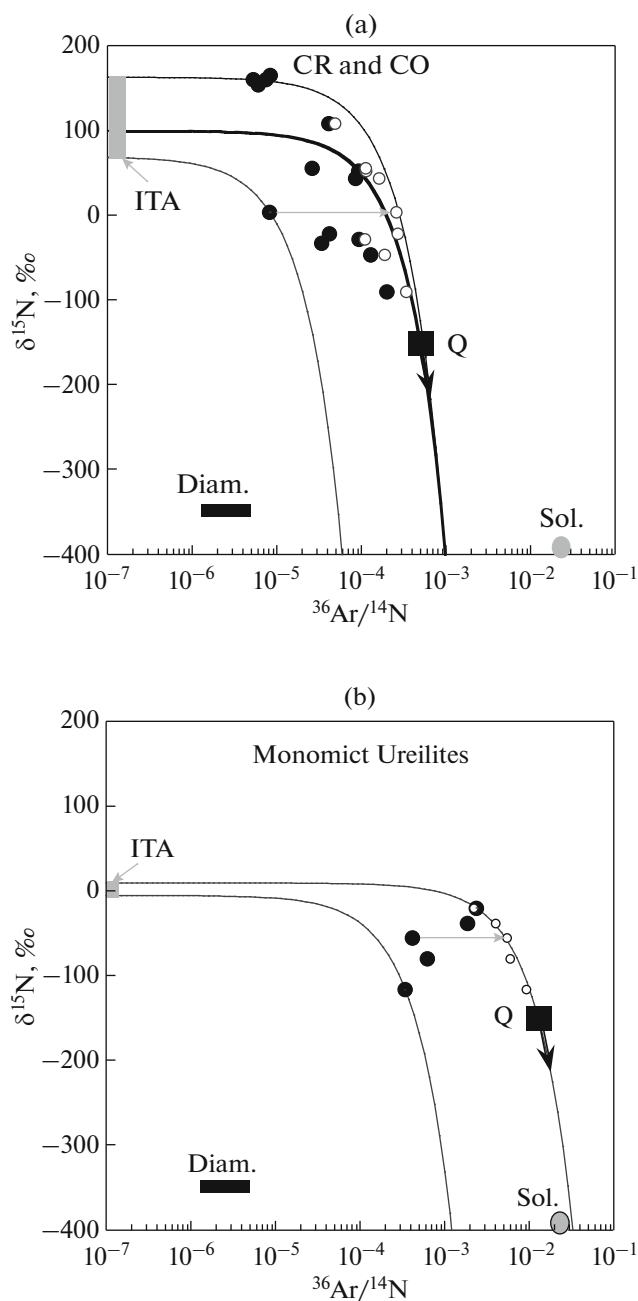 (a)
200
CR and CO
100
ITA
0
δ¹⁵N, ‰
−100
Q
−200
−300
Diam.
Sol.
−400
10⁻⁷ 10⁻⁶ 10⁻⁵ 10⁻⁴ 10⁻³ 10⁻² 10⁻¹
³⁶Ar/¹⁴N
(b)
200
Monomict Ureilites
100
ITA
0
δ¹⁵N, ‰
−100
Q
−200
−300
Diam.
Sol.
−400
10⁻⁷ 10⁻⁶ 10⁻⁵ 10⁻⁴ 10⁻³ 10⁻² 10⁻¹
³⁶Ar/¹⁴N